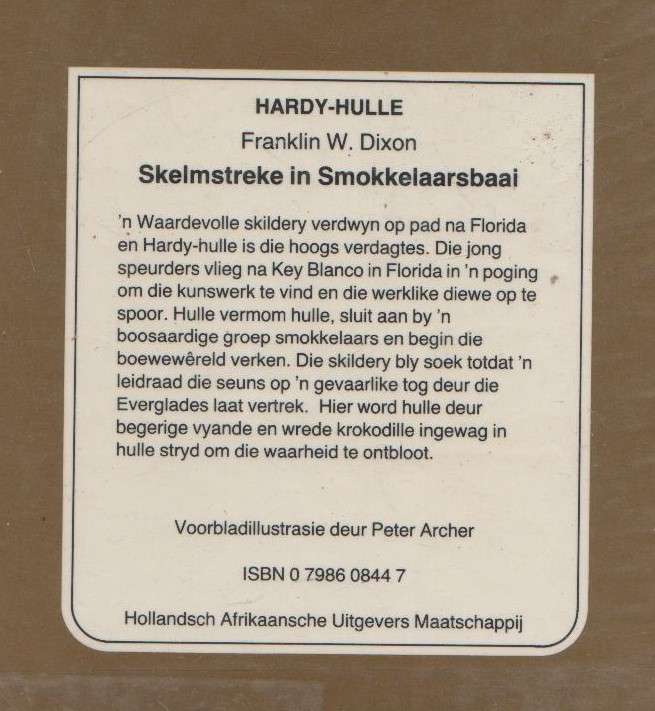 HARDY-HULLE
Franklin W. Dixon
Skelmstreke in Smokkelaarsbaai
'n Waardevolle skildery verdwyn op pad na Florida
en Hardy-hulle is die hoogs verdagtes. Die jong
speurders vlieg na Key Blanco in Florida in 'n poging
om die kunswerk te vind en die werklike diewe op te
spoor. Hulle vermom hulle, sluit aan by 'n
boosaardige groep smokkelaars en begin die
boewewêreld verken. Die skildery bly soek totdat 'n
leidraad die seuns op 'n gevaarlike tog deur die
Everglades laat vertrek. Hier word hulle deur
begerige vyande en wrede krokodille ingewag in
hulle stryd om die waarheid te ontbloot.
Voorbladillustrasie deur Peter Archer
ISBN 0 7986 0844 7
Hollandsch Afrikaansche Uitgevers Maatschappij